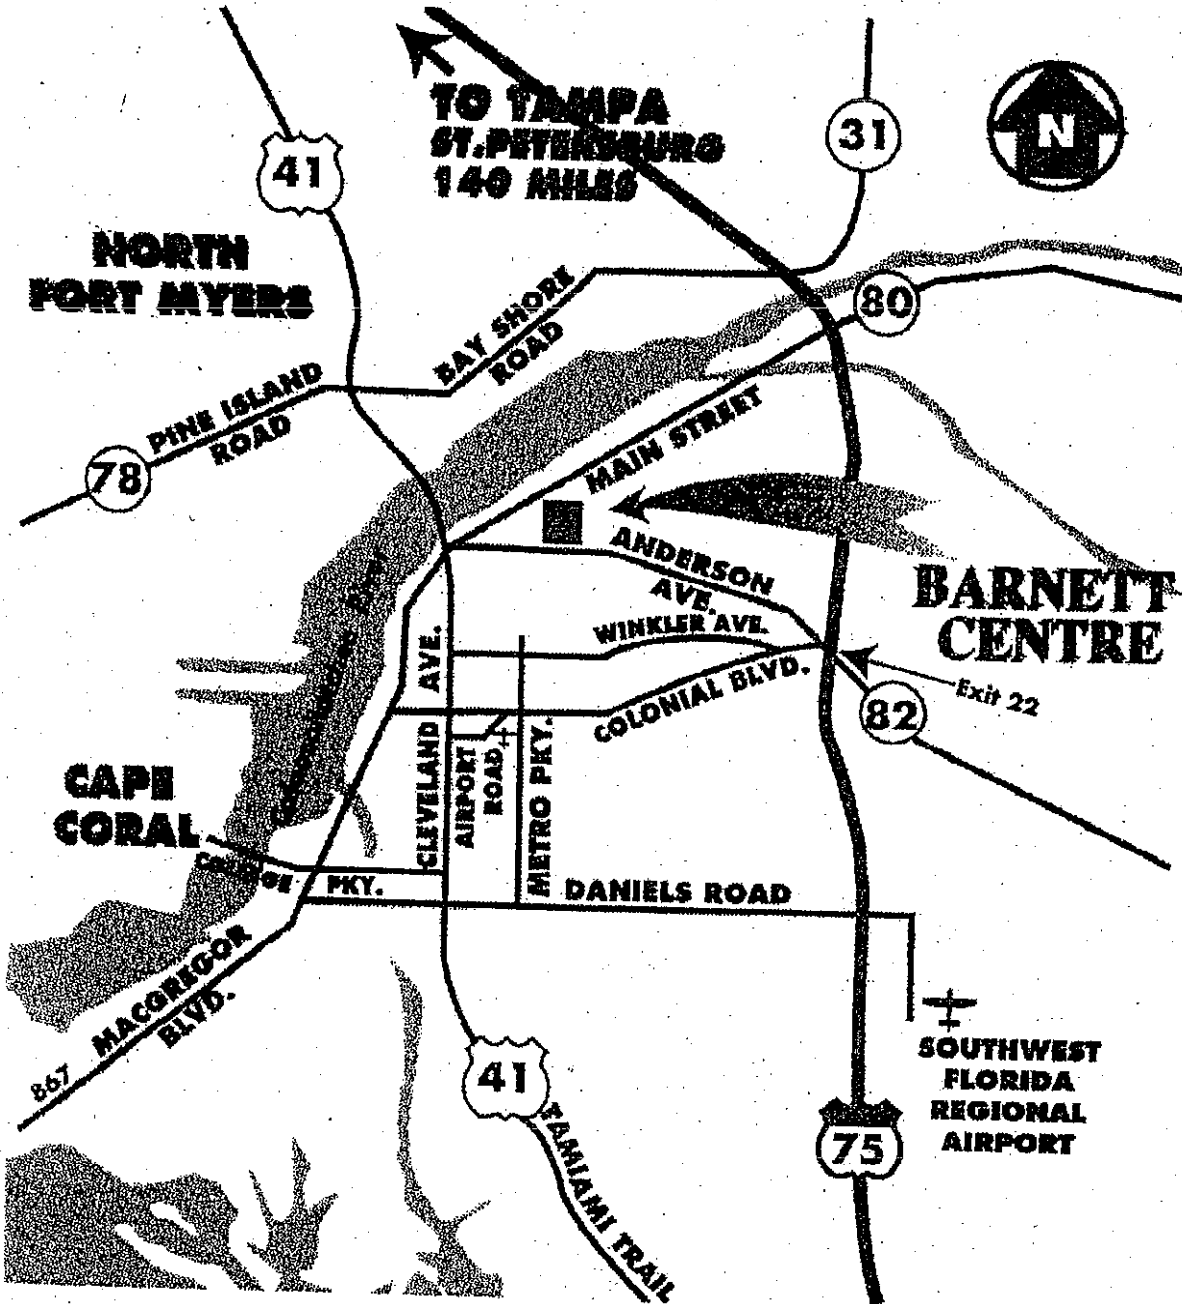 TO TAMPA
ST. PETERSBURG
140 MILES
41
31
N
NORTH
FORT MYERS
80
BAY SHORE
ROAD
PINE ISLAND
ROAD
78
MAIN STREET
ANDERSON
AVE.
BARNETT
CENTRE
WINKLER AVE.
COLONIAL BLVD.
Exit 22
82
CLEVELAND AVE.
AIRPORT
ROAD
METRO PKY.
CAPE
CORAL
COLLEGE PKY.
DANIELS ROAD
MACGREGOR
BLVD.
867
SOUTHWEST
FLORIDA
REGIONAL
AIRPORT
41
75
TAMIAMI TRAIL